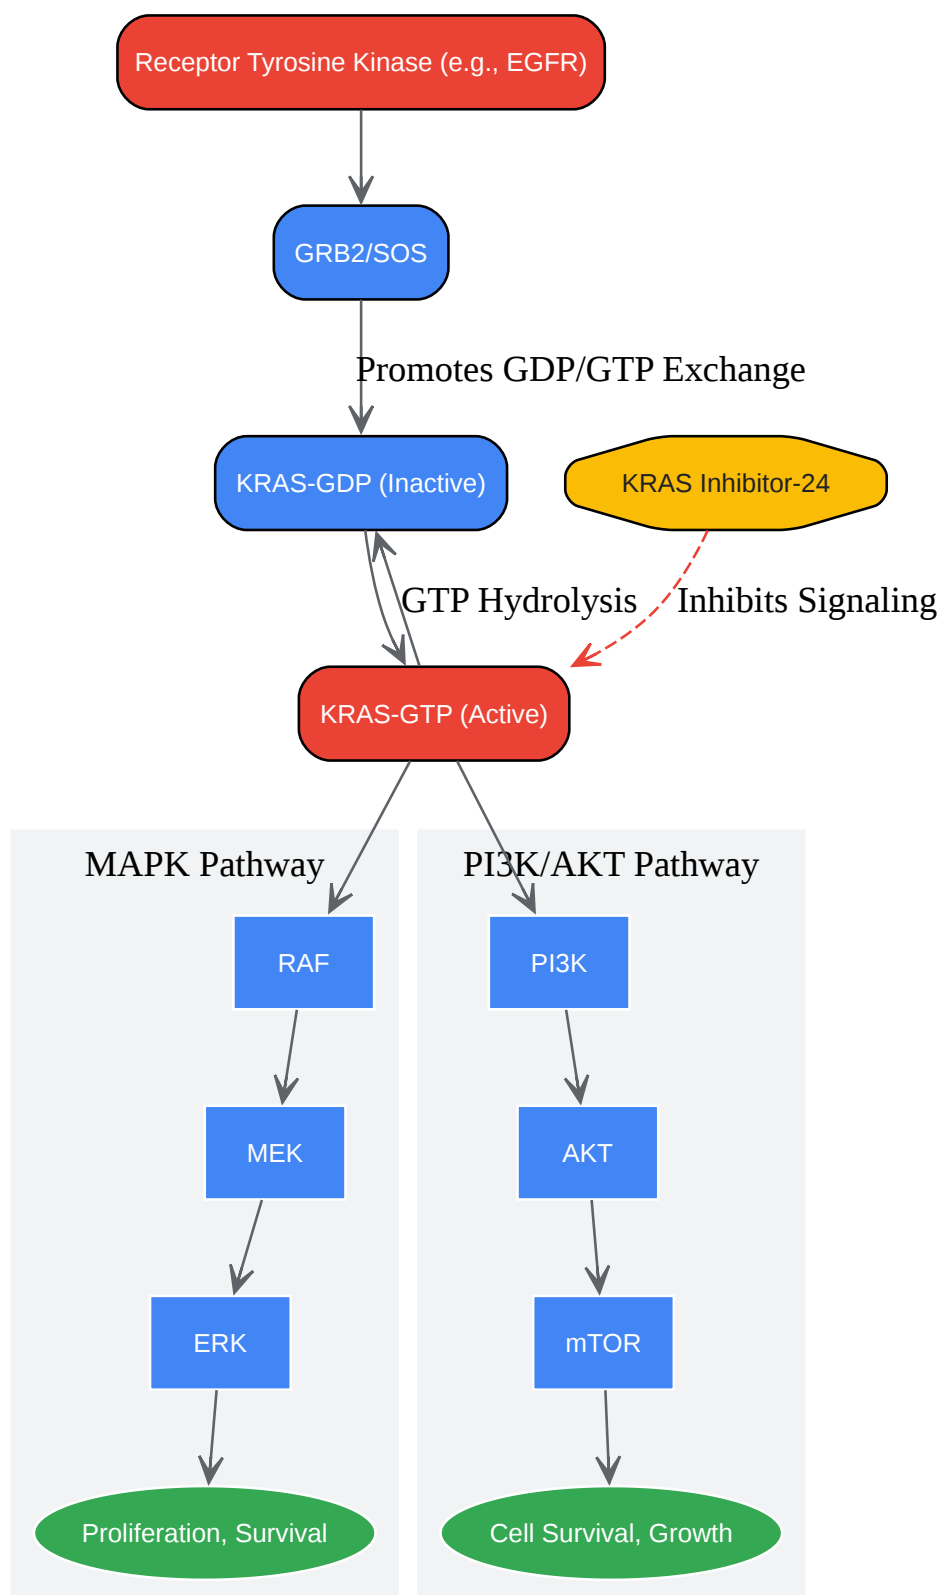 Receptor Tyrosine Kinase (e.g., EGFR)
GRB2/SOS
Promotes GDP/GTP Exchange
KRAS-GDP (Inactive)
KRAS Inhibitor-24
GTP Hydrolysis
Inhibits Signaling
KRAS-GTP (Active)
MAPK Pathway
PI3K/AKT Pathway
RAF
PI3K
MEK
AKT
ERK
mTOR
Proliferation, Survival
Cell Survival, Growth